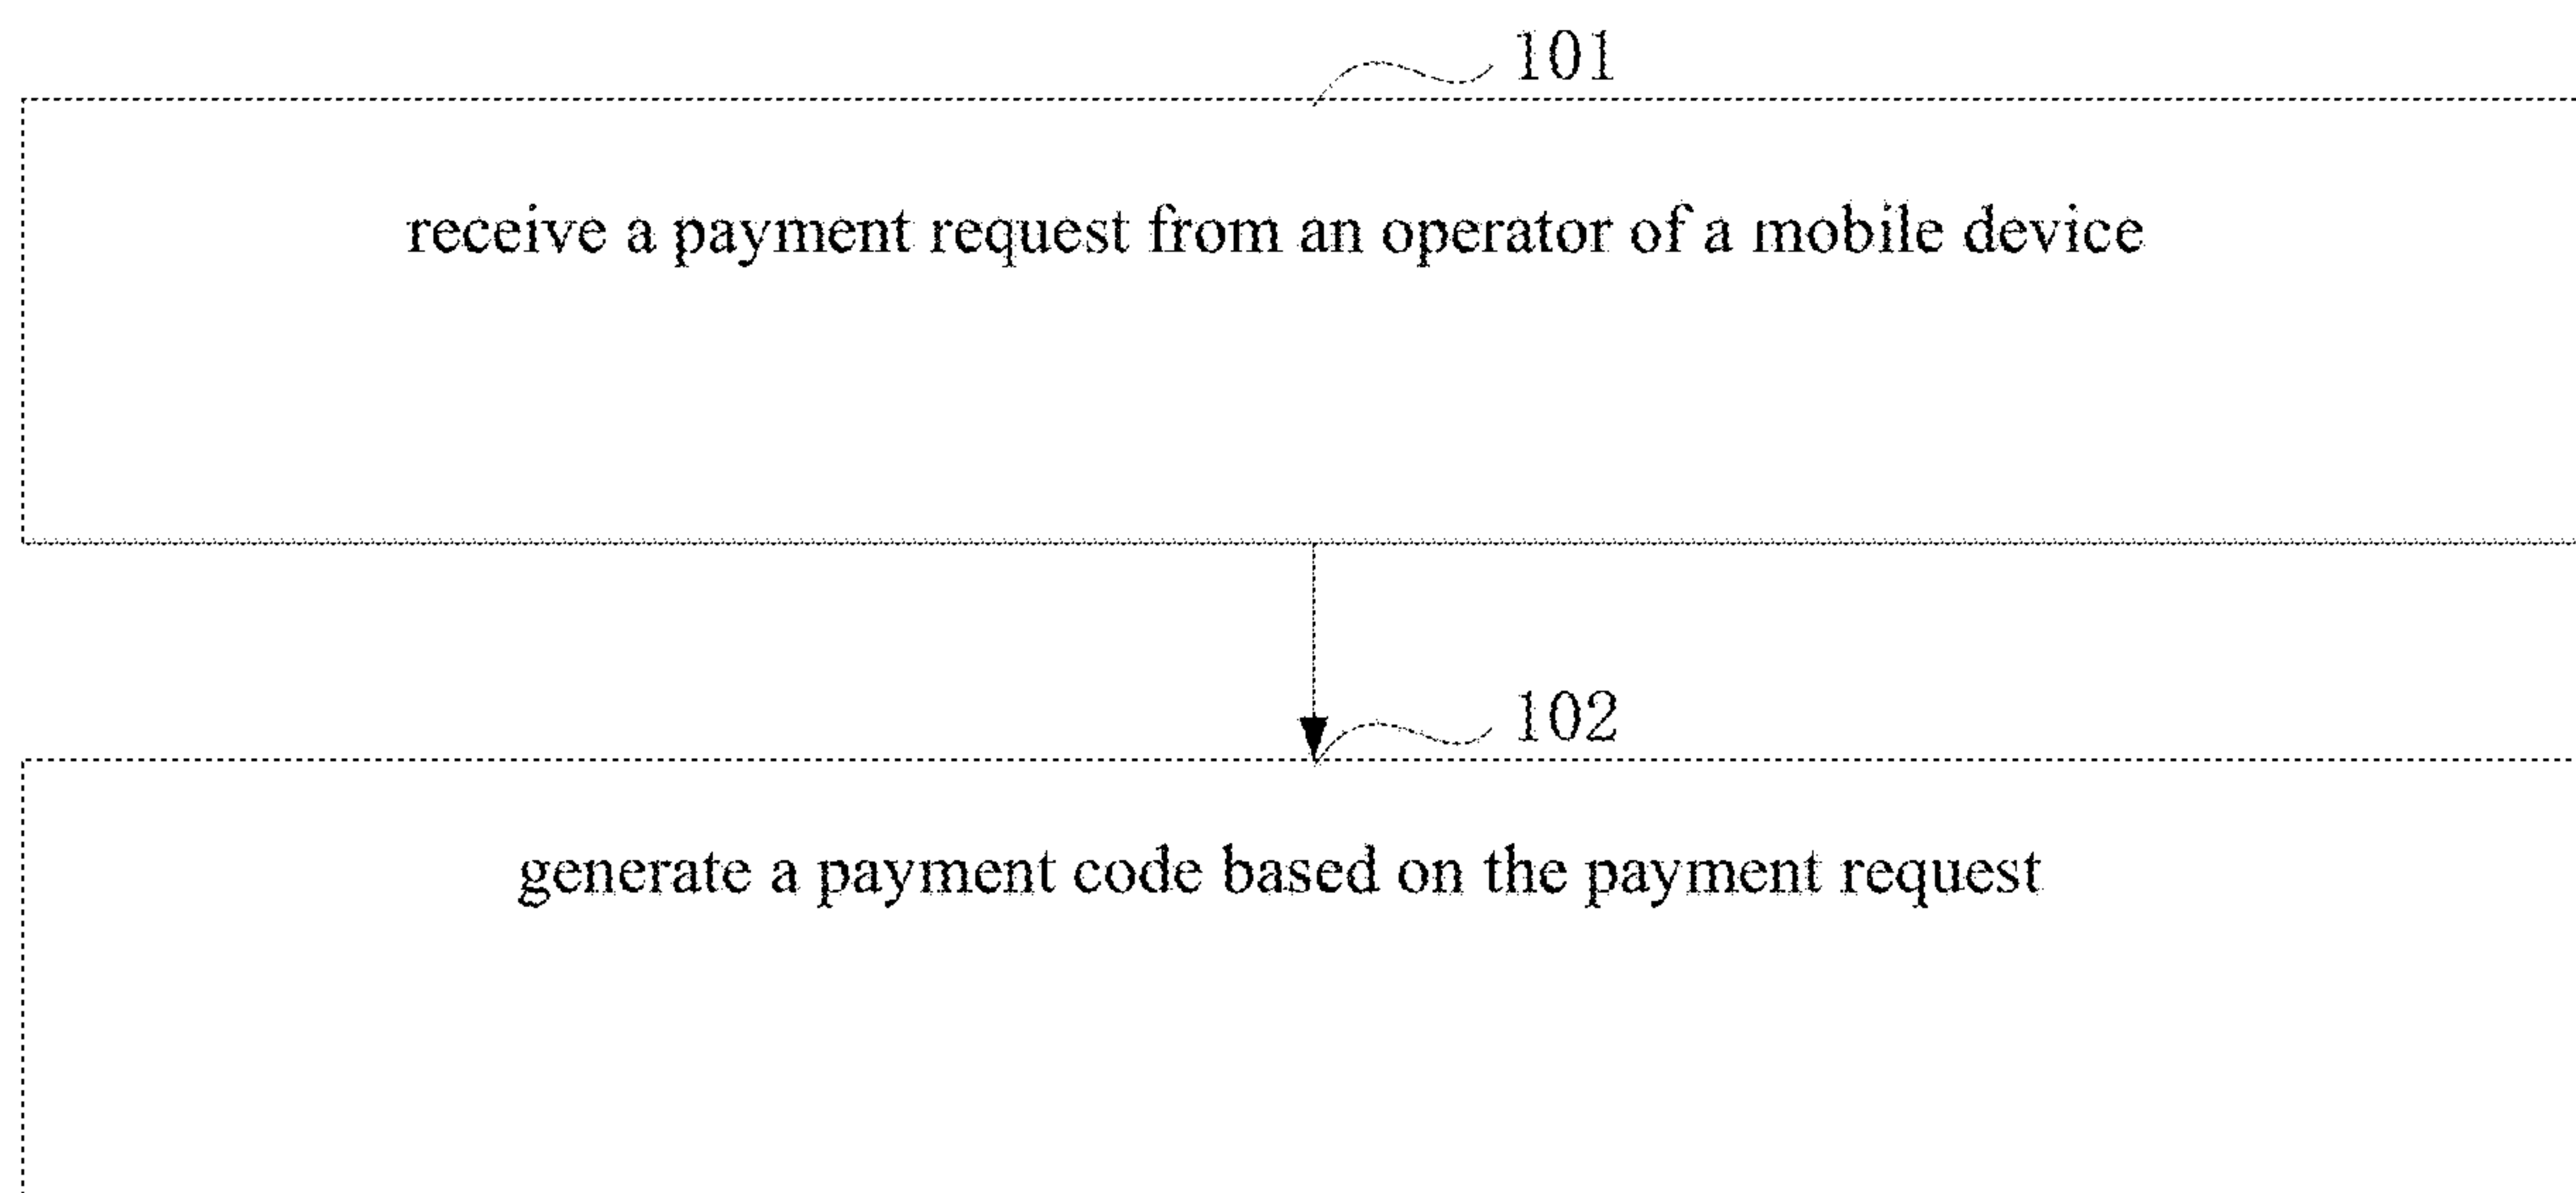 101
receive a payment request from an operator of a mobile device
102
generate a payment code based on the payment request